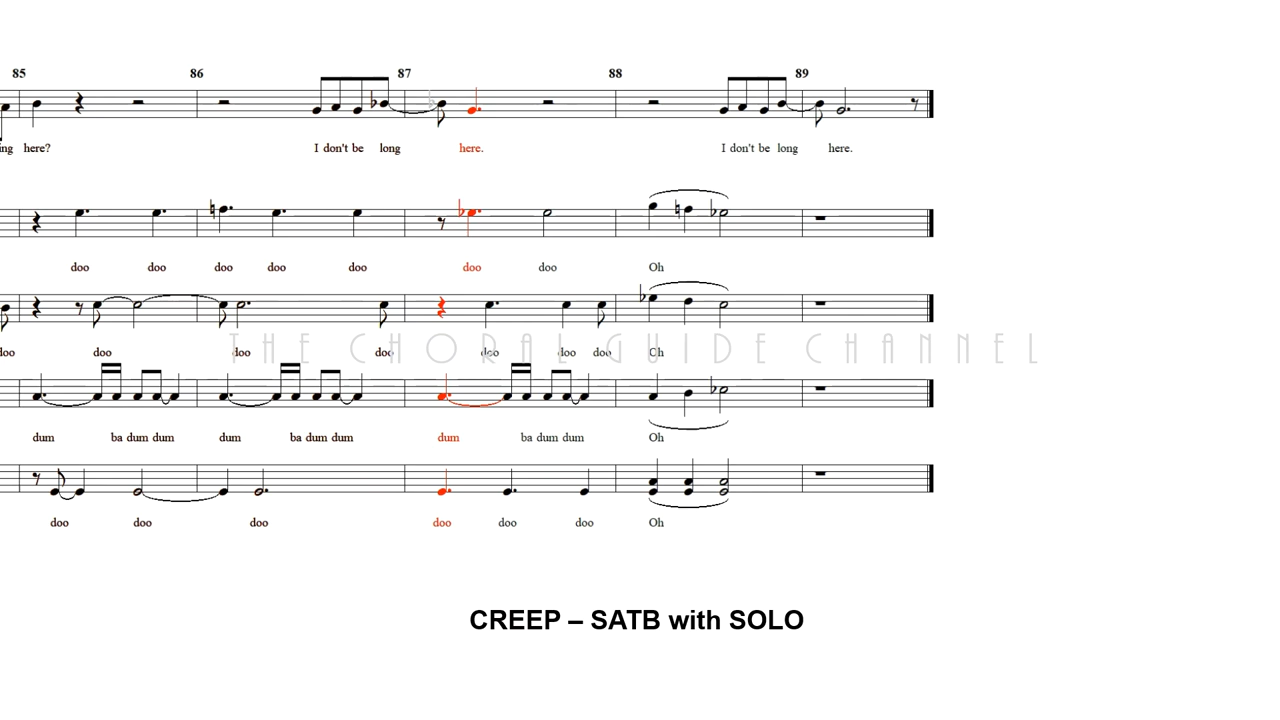 85 86 87 88 89
ing here? I don't be long here. I don't be long here.
doo doo doo doo doo doo doo Oh
doo doo doo doo doo doo doo Oh
THE CHORAL GUIDE CHANNEL
dum ba dum dum dum ba dum dum dum ba dum dum Oh
doo doo doo doo doo doo Oh
CREEP – SATB with SOLO